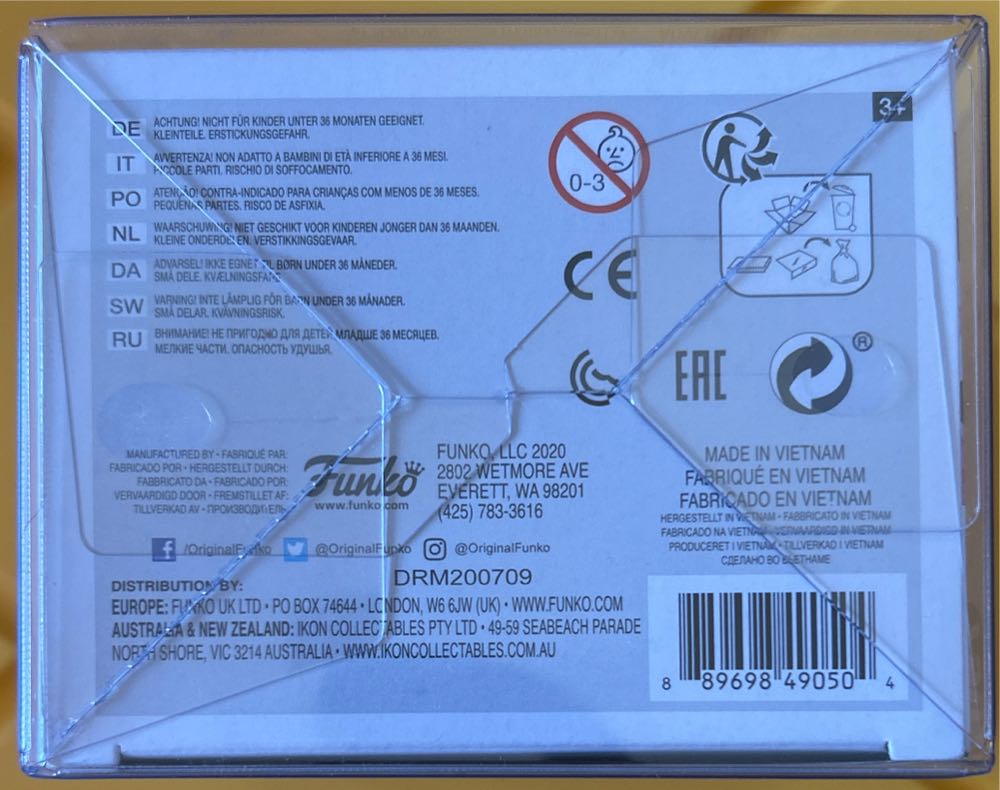 3+
DE ACHTUNG! NICHT FÜR KINDER UNTER 36 MONATEN GEEIGNET.
KLEINTEILE. ERSTICKUNGSGEFAHR.
IT AVVERTENZA! NON ADATTO A BAMBINI DI ETÀ INFERIORE A 36 MESI.
PICCOLE PARTI. RISCHIO DI SOFFOCAMENTO.
PO ATENÇÃO! CONTRA-INDICADO PARA CRIANÇAS COM MENOS DE 36 MESES.
PEQUENAS PARTES. RISCO DE ASFIXIA.
NL WAARSCHUWING! NIET GESCHIKT VOOR KINDEREN JONGER DAN 36 MAANDEN.
KLEINE ONDERDELEN. VERSTIKKINGSGEVAAR.
DA ADVARSEL! IKKE EGNET TIL BØRN UNDER 36 MÅNEDER.
SMÅ DELE. KVÆLNINGSFARE
SW VARNING! INTE LÄMPLIG FÖR BARN UNDER 36 MÅNADER.
SMÅ DELAR. KVÄVNINGSRISK.
RU ВНИМАНИЕ! НЕ ПРИГОДНО ДЛЯ ДЕТЕЙ МЛАДШЕ 36 МЕСЯЦЕВ.
МЕЛКИЕ ЧАСТИ. ОПАСНОСТЬ УДУШЬЯ.
0-3
CE
EAC
®
MANUFACTURED BY • FABRIQUÉ PAR:
FABRICADO POR • HERGESTELLT DURCH:
FABBRICATO DA • FABRICADO POR:
VERVAARDIGD DOOR • FREMSTILLET AF:
TILLVERKAD AV • ПРОИЗВОДИТЕЛЬ:
Funko
www.funko.com
FUNKO, LLC 2020
2802 WETMORE AVE
EVERETT, WA 98201
(425) 783-3616
MADE IN VIETNAM
FABRIQUÉ EN VIETNAM
FABRICADO EN VIETNAM
HERGESTELLT IN VIETNAM • FABBRICATO IN VIETNAM
FABRICADO NA VIETNAM • VERVAARDIGD IN VIETNAM
PRODUCERET I VIETNAM • TILLVERKAD I VIETNAM
СДЕЛАНО ВО ВЬЕТНАМЕ
/OriginalFunko @OriginalFunko @OriginalFunko
DRM200709
DISTRIBUTION BY:
EUROPE: FUNKO UK LTD • PO BOX 74644 • LONDON, W6 6JW (UK) • WWW.FUNKO.COM
AUSTRALIA & NEW ZEALAND: IKON COLLECTABLES PTY LTD • 49-59 SEABEACH PARADE
NORTH SHORE, VIC 3214 AUSTRALIA • WWW.IKONCOLLECTABLES.COM.AU
8 89698 49050 4